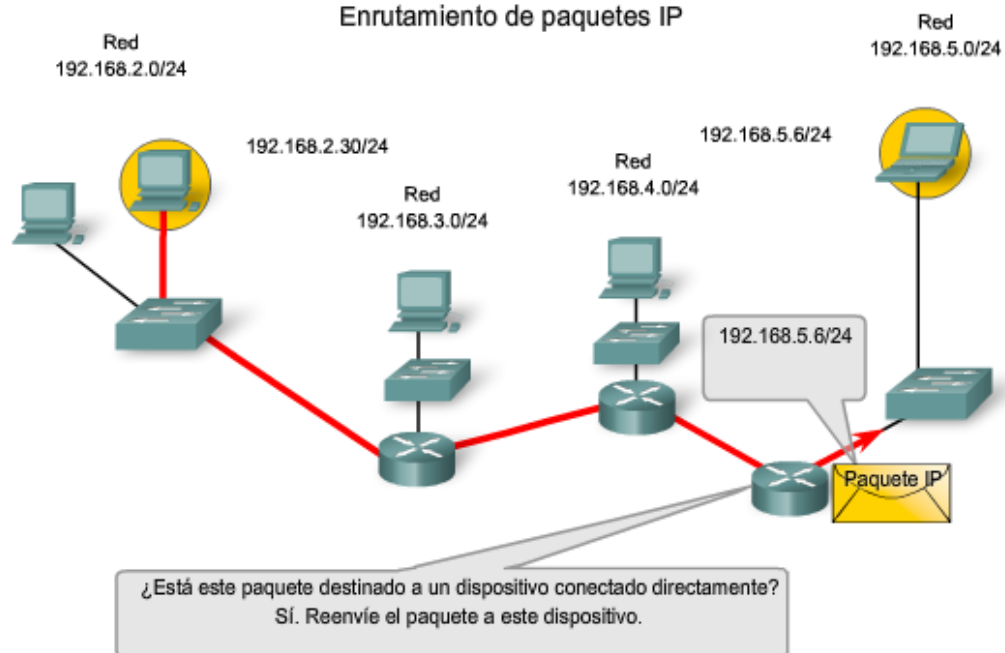 Enrutamiento de paquetes IP
Red
192.168.2.0/24
Red
192.168.5.0/24
192.168.2.30/24
192.168.5.6/24
Red
192.168.3.0/24
Red
192.168.4.0/24
192.168.5.6/24
Paquete IP
¿Está este paquete destinado a un dispositivo conectado directamente?
Sí. Reenvíe el paquete a este dispositivo.